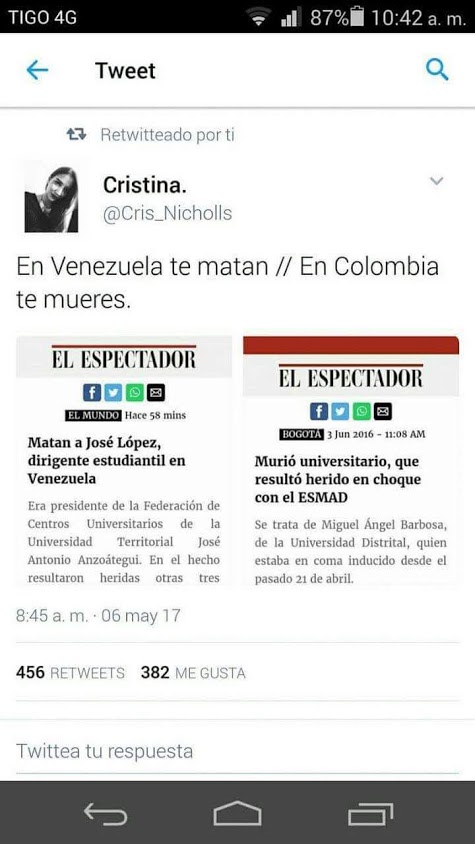 TIGO 4G 87% 10:42 a. m.
Tweet
Retwitteado por ti
Cristina.
@Cris_Nicholls
En Venezuela te matan // En Colombia
te mueres.
EL ESPECTADOR
EL MUNDO Hace 58 mins
Matan a José López,
dirigente estudiantil en
Venezuela
Era presidente de la Federación de
Centros Universitarios de la
Universidad Territorial José
Antonio Anzoátegui. En el hecho
resultaron heridas otras tres
EL ESPECTADOR
BOGOTÁ 3 Jun 2016 - 11:08 AM
Murió universitario, que
resultó herido en choque
con el ESMAD
Se trata de Miguel Ángel Barbosa,
de la Universidad Distrital, quien
estaba en coma inducido desde el
pasado 21 de abril.
8:45 a. m. · 06 may 17
456 RETWEETS 382 ME GUSTA
Twittea tu respuesta